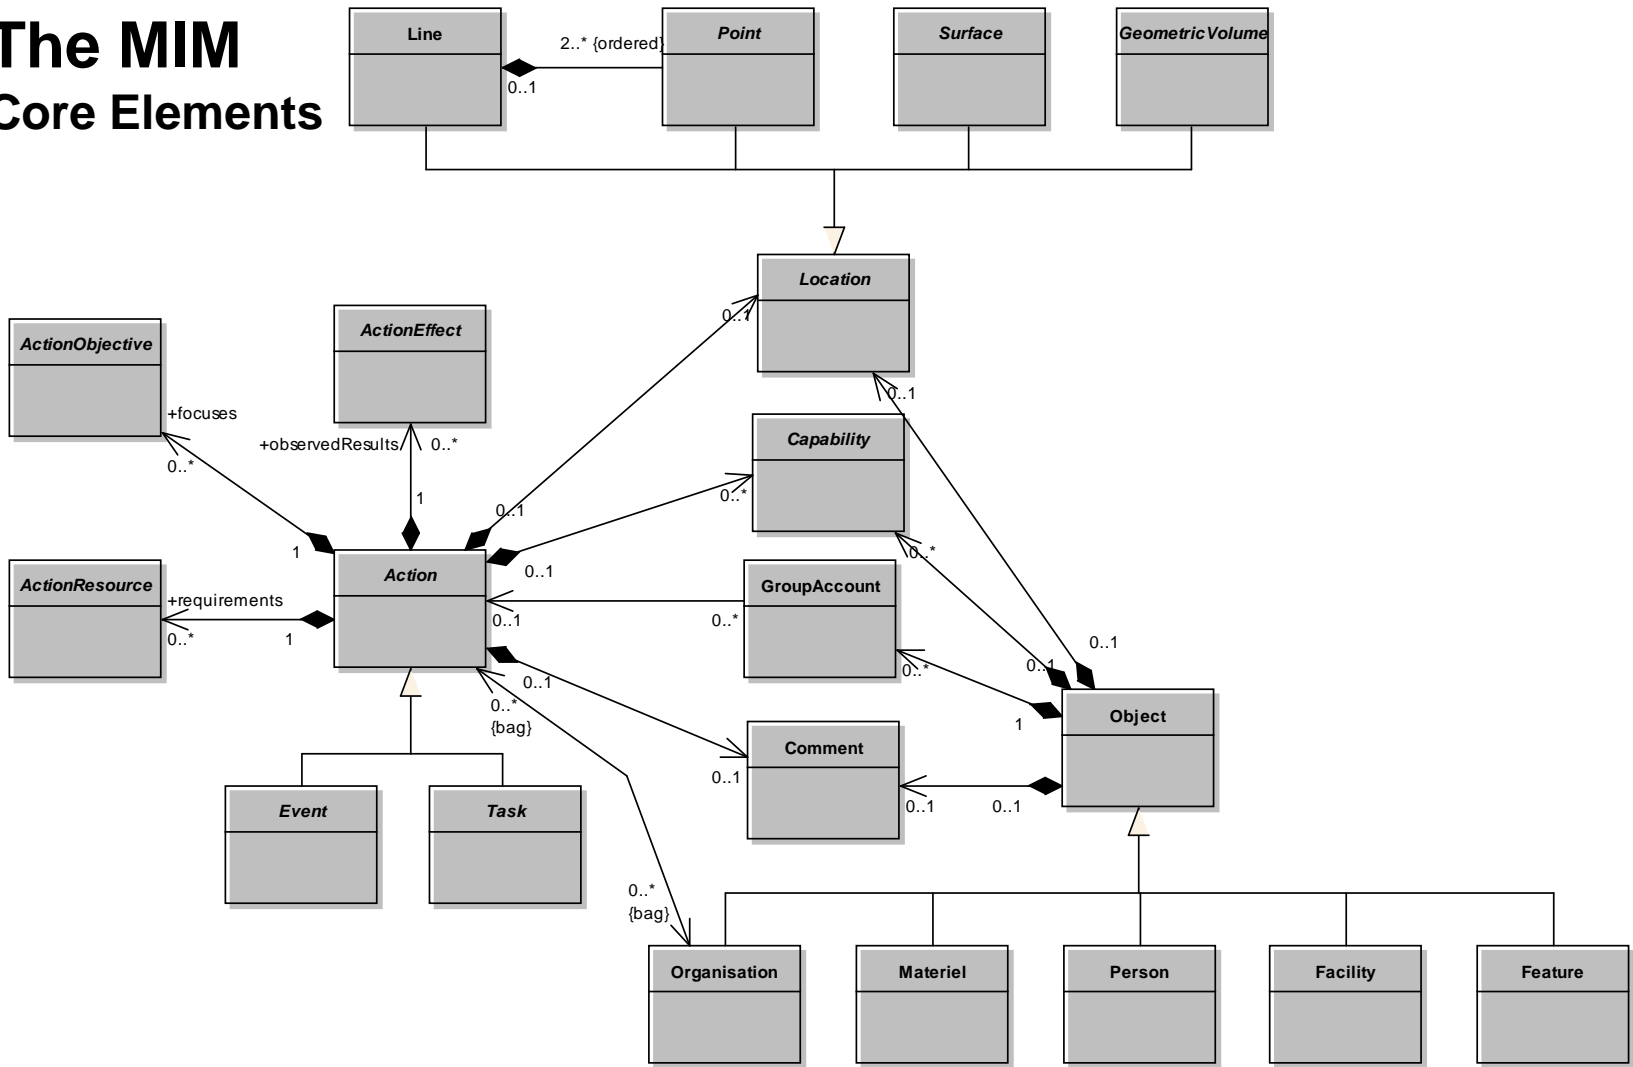 The MIM
Core Elements
Line
2..* {ordered}
0..1
Point
Surface
GeometricVolume
Location
0..1
0..1
ActionObjective
+focuses
0..*
1
ActionEffect
+observedResults
0..*
1
0..1
Capability
0..*
0..1
0..*
0..1
0..1
ActionResource
+requirements
0..*
1
Action
0..1
GroupAccount
0..*
0..*
1
0..1
0..*
{bag}
Comment
0..1
0..1
0..1
Object
Event
Task
0..*
{bag}
Organisation
Materiel
Person
Facility
Feature